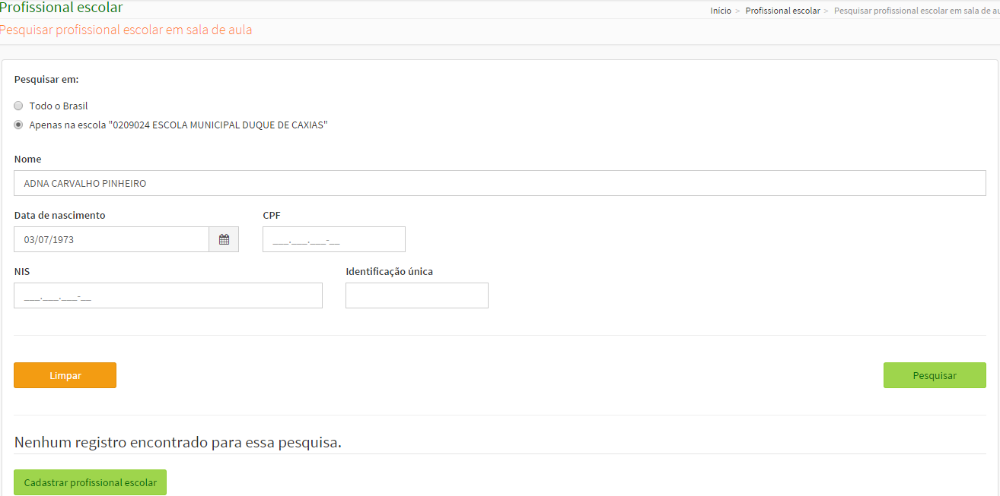 Profissional escolar
Início > Profissional escolar > Pesquisar profissional escolar em sala de au
Pesquisar profissional escolar em sala de aula
Pesquisar em:
Todo o Brasil
Apenas na escola "0209024 ESCOLA MUNICIPAL DUQUE DE CAXIAS"
Nome
ADNA CARVALHO PINHEIRO
Data de nascimento CPF
03/07/1973 ___.___.___-__
NIS Identificação única
___.___.___-__
Limpar Pesquisar
Nenhum registro encontrado para essa pesquisa.
Cadastrar profissional escolar